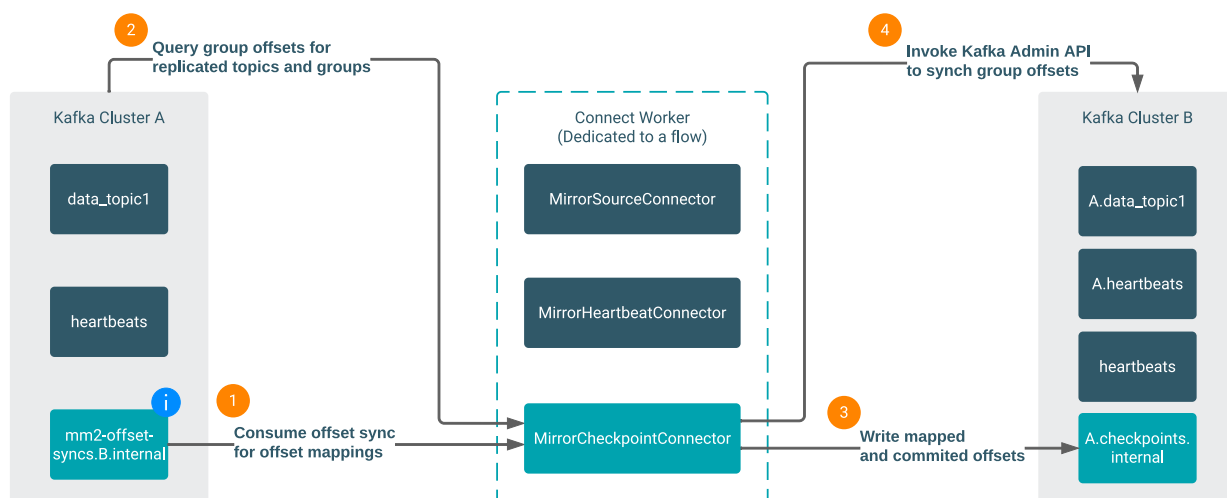 2
Query group offsets for
replicated topics and groups
4
Invoke Kafka Admin API
to synch group offsets
Kafka Cluster A
data_topic1
heartbeats
i
mm2-offset-
syncs.B.internal
1
Consume offset sync
for offset mappings
Connect Worker
(Dedicated to a flow)
MirrorSourceConnector
MirrorHeartbeatConnector
MirrorCheckpointConnector
3
Write mapped
and commited offsets
Kafka Cluster B
A.data_topic1
A.heartbeats
heartbeats
A.checkpoints.
internal